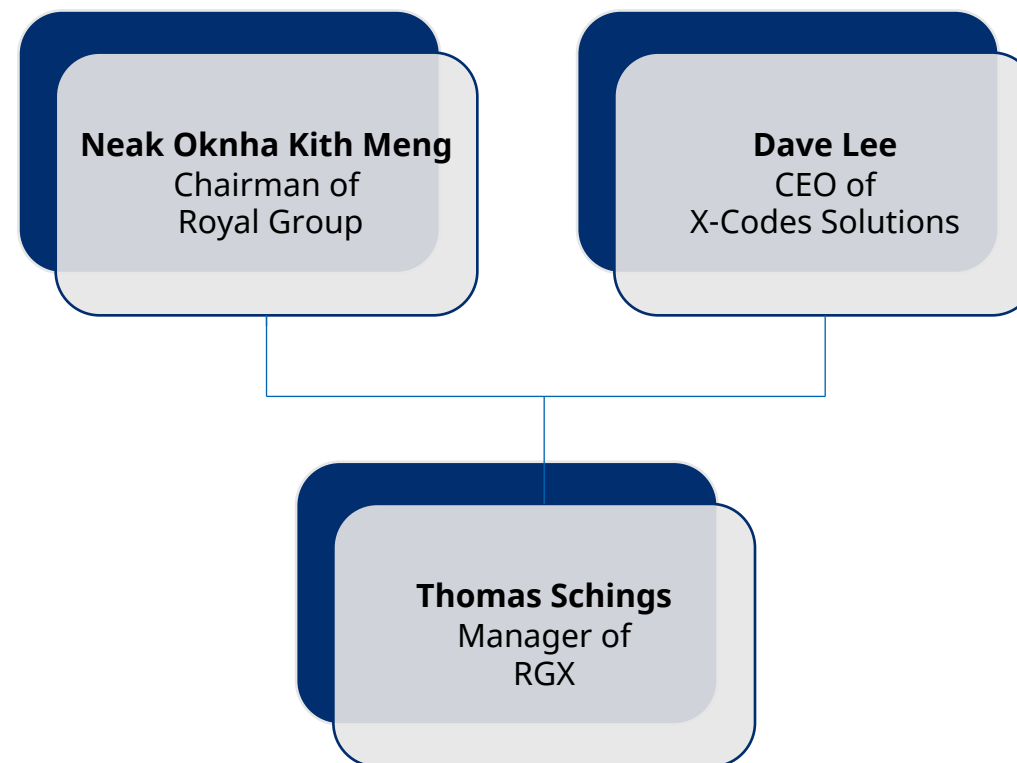 Neak Oknha Kith Meng
Chairman of
Royal Group
Dave Lee
CEO of
X-Codes Solutions
Thomas Schings
Manager of
RGX